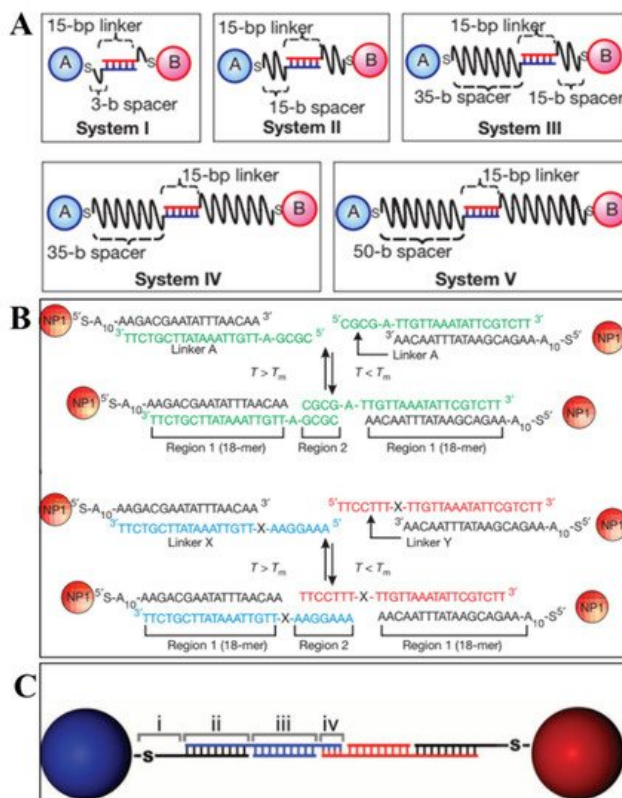 A
15-bp linker
A
S
S
B
3-b spacer
System I
15-bp linker
A
S
S
B
15-b spacer
System II
15-bp linker
A
S
S
B
35-b spacer
15-b spacer
System III
15-bp linker
A
S
S
B
35-b spacer
System IV
15-bp linker
A
S
S
B
50-b spacer
System V
B
NP1 5'S-A10-AAGACGAATATTTAACAA 3'
3'TTCTGCTTATAAATTGTT-A-GCGC 5'
Linker A
5'CGCG-A-TTGTTAAATATTCGTCTT 3'
3'AACAATTTATAAGCAGAA-A10-S5' NP1
Linker A
T > Tm T < Tm
NP1 5'S-A10-AAGACGAATATTTAACAA CGCG-A-TTGTTAAATATTCGTCTT 3'
3'TTCTGCTTATAAATTGTT-A-GCGC AACAATTTATAAGCAGAA-A10-S5' NP1
Region 1 (18-mer) Region 2 Region 1 (18-mer)
NP1 5'S-A10-AAGACGAATATTTAACAA 3'
3'TTCTGCTTATAAATTGTT-X-AAGGAAA 5'
Linker X
5'TTCCTTT-X-TTGTTAAATATTCGTCTT 3'
3'AACAATTTATAAGCAGAA-A10-S5' NP1
Linker Y
T > Tm T < Tm
NP1 5'S-A10-AAGACGAATATTTAACAA TTCCTTT-X-TTGTTAAATATTCGTCTT 3'
3'TTCTGCTTATAAATTGTT-X-AAGGAAA AACAATTTATAAGCAGAA-A10-S5' NP1
Region 1 (18-mer) Region 2 Region 1 (18-mer)
C
i ii iii iv
-S
S-